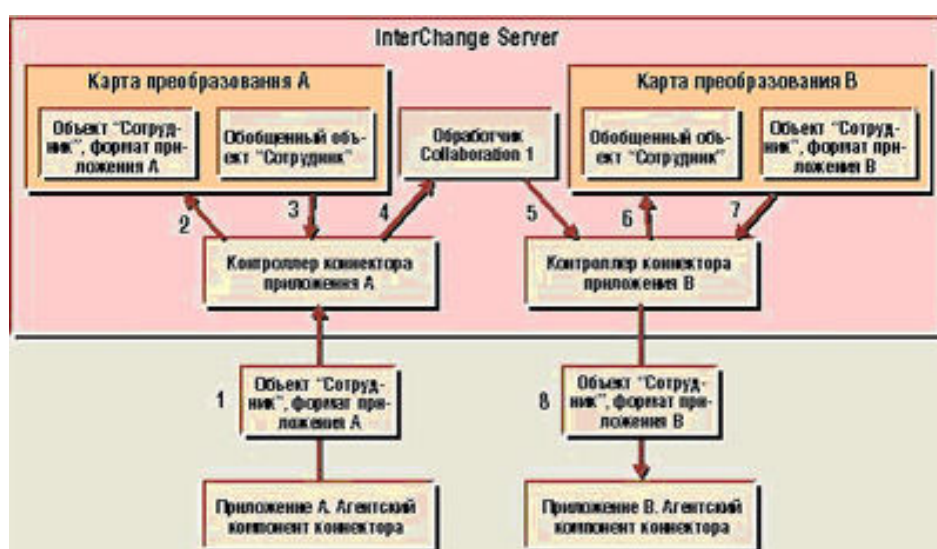 InterChange Server
Карта преобразования A
Карта преобразования B
Объект "Сотруд-
ник", формат при-
ложения A
Обобщенный объ-
ект "Сотрудник"
Обработчик
Collaboration 1
Обобщенный объ-
ект "Сотрудник"
Объект "Сотруд-
ник", формат при-
ложения B
2
3
4
5
6
7
Контроллер коннектора
приложения A
Контроллер коннектора
приложения B
1
Объект "Сотруд-
ник", формат при-
ложения A
8
Объект "Сотруд-
ник", формат при-
ложения B
Приложение A. Агентский
компонент коннектора
Приложение B. Агентский
компонент коннектора